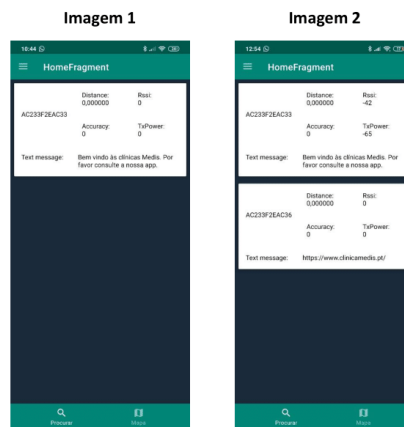 Imagem 1
10:44
HomeFragment
Distance: Rssi:
0,000000 0
AC233F2EAC33
Accuracy: TxPower:
0 0
Text message: Bem vindo às clínicas Medis. Por
favor consulte a nossa app.
Procurar Mapa
Imagem 2
12:54
HomeFragment
Distance: Rssi:
0,000000 -42
AC233F2EAC33
Accuracy: TxPower:
0 -65
Text message: Bem vindo às clínicas Medis. Por
favor consulte a nossa app.
Distance: Rssi:
0,000000 0
AC233F2EAC36
Accuracy: TxPower:
0 0
Text message: https://www.clinicamedis.pt/
Procurar Mapa